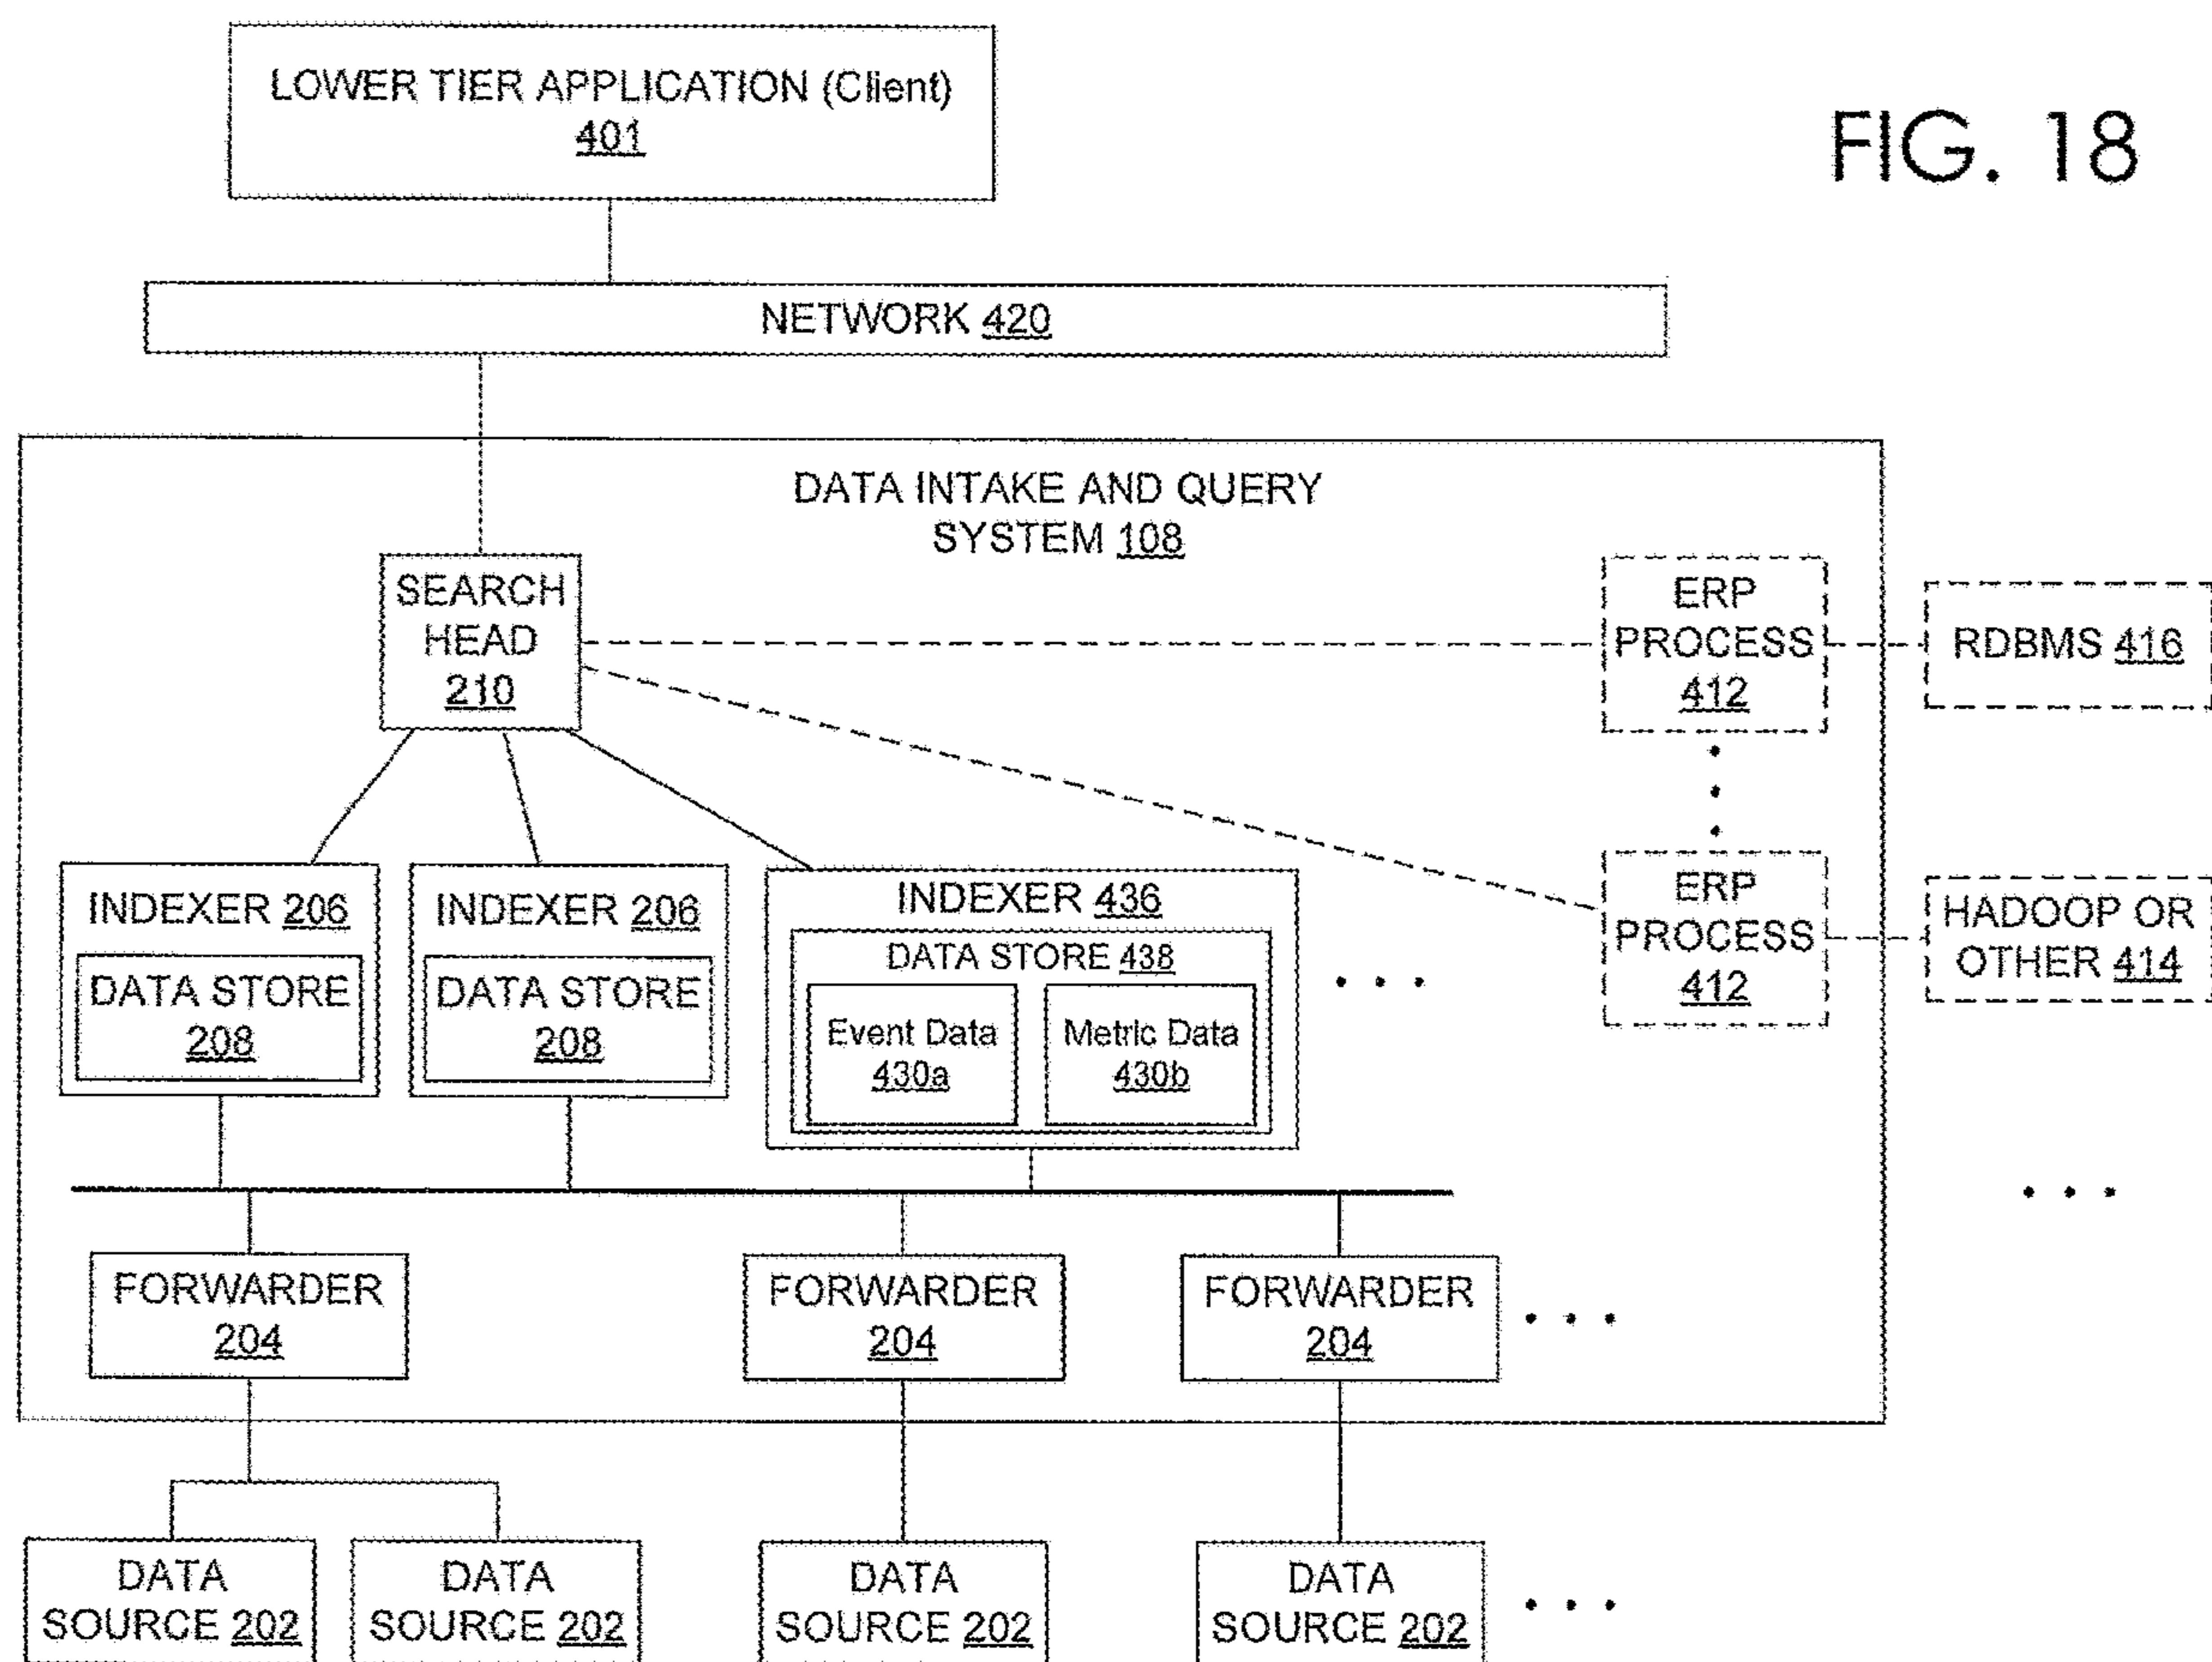 LOWER TIER APPLICATION (Client)
401
FIG. 18
NETWORK 420
DATA INTAKE AND QUERY
SYSTEM 108
SEARCH
HEAD
210
ERP
PROCESS
412
RDBMS 416
INDEXER 206
DATA STORE
208
INDEXER 206
DATA STORE
208
INDEXER 436
DATA STORE 438
Event Data
430a
Metric Data
430b
. . .
ERP
PROCESS
412
HADOOP OR
OTHER 414
. . .
FORWARDER
204
FORWARDER
204
FORWARDER
204
. . .
DATA
SOURCE 202
DATA
SOURCE 202
DATA
SOURCE 202
DATA
SOURCE 202
. . .